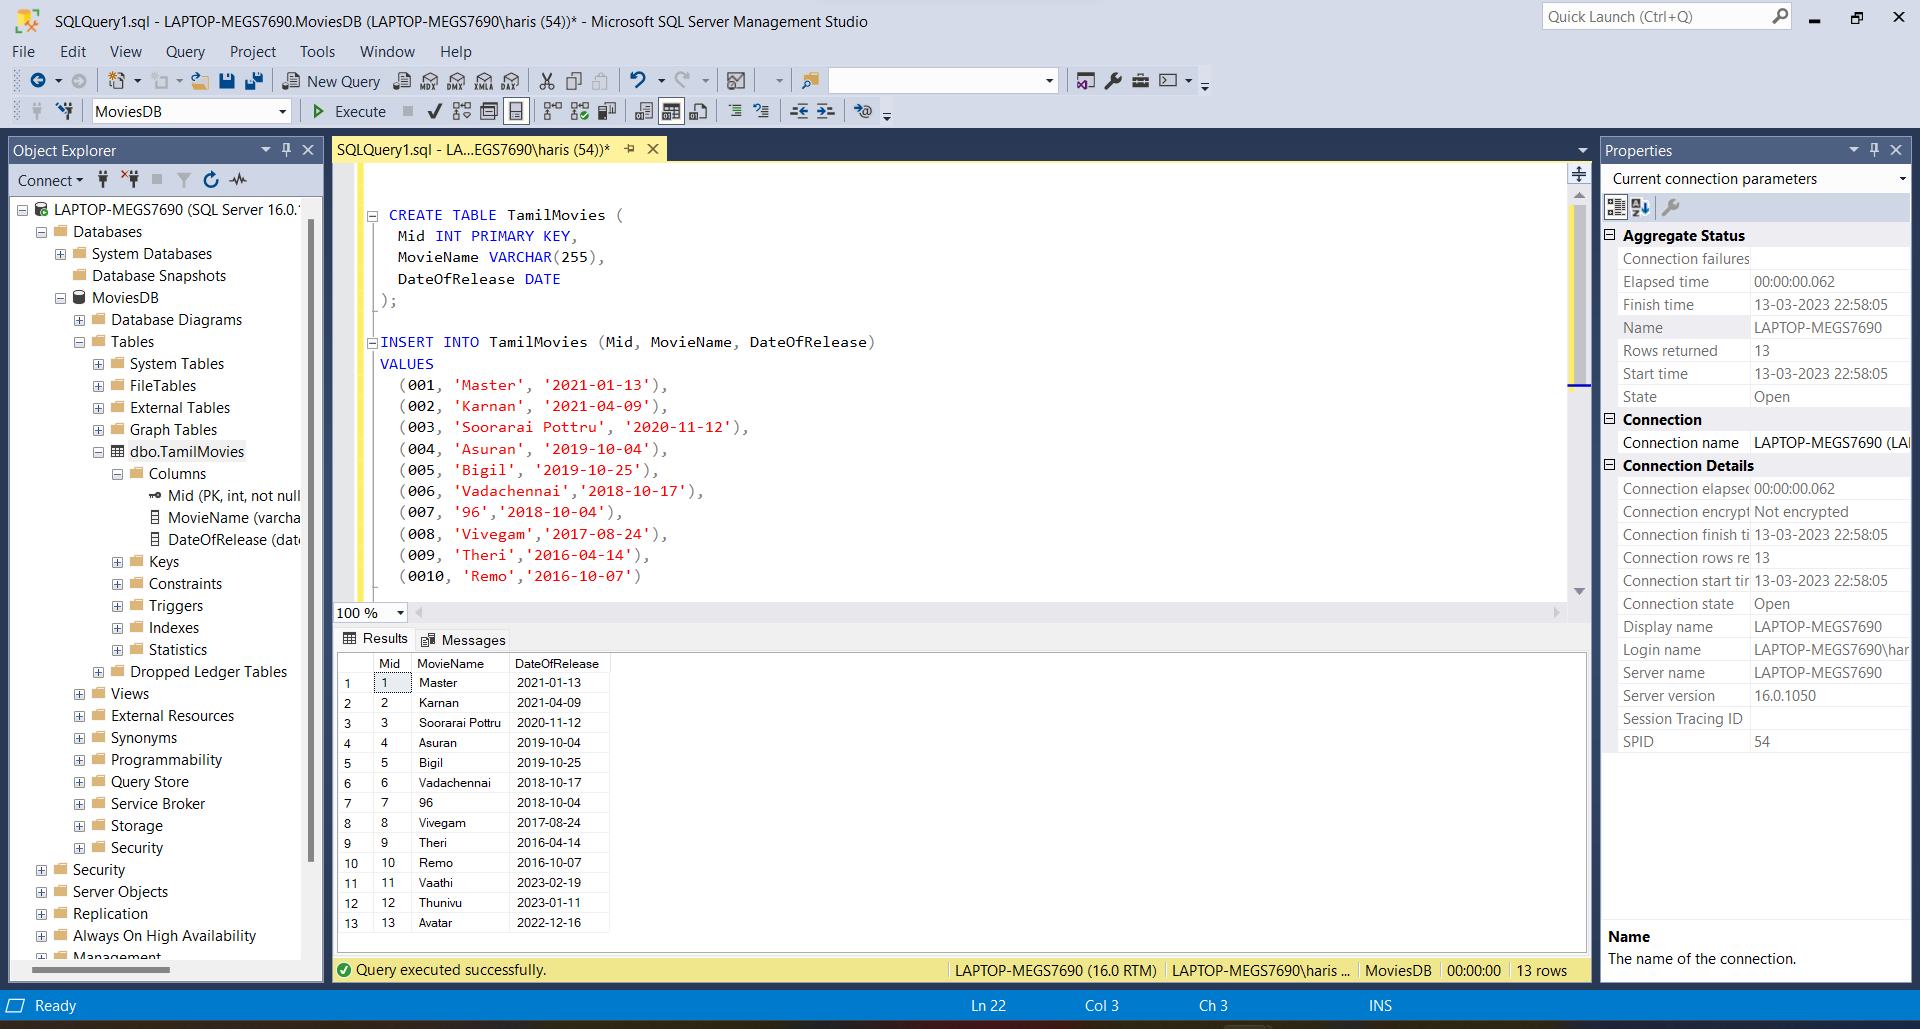 SQLQuery1.sql - LAPTOP-MEGS7690.MoviesDB (LAPTOP-MEGS7690\haris (54))* - Microsoft SQL Server Management Studio
Quick Launch (Ctrl+Q)
File Edit View Query Project Tools Window Help
New Query MDX DMX XMLA DAX
MoviesDB Execute
Object Explorer
Connect
LAPTOP-MEGS7690 (SQL Server 16.0.
Databases
System Databases
Database Snapshots
MoviesDB
Database Diagrams
Tables
System Tables
FileTables
External Tables
Graph Tables
dbo.TamilMovies
Columns
Mid (PK, int, not null
MovieName (varcha
DateOfRelease (dat
Keys
Constraints
Triggers
Indexes
Statistics
Dropped Ledger Tables
Views
External Resources
Synonyms
Programmability
Query Store
Service Broker
Storage
Security
Security
Server Objects
Replication
Always On High Availability
Management
SQLQuery1.sql - LA...EGS7690\haris (54))*
CREATE TABLE TamilMovies (
Mid INT PRIMARY KEY,
MovieName VARCHAR(255),
DateOfRelease DATE
);
INSERT INTO TamilMovies (Mid, MovieName, DateOfRelease)
VALUES
(001, 'Master', '2021-01-13'),
(002, 'Karnan', '2021-04-09'),
(003, 'Soorarai Pottru', '2020-11-12'),
(004, 'Asuran', '2019-10-04'),
(005, 'Bigil', '2019-10-25'),
(006, 'Vadachennai','2018-10-17'),
(007, '96','2018-10-04'),
(008, 'Vivegam','2017-08-24'),
(009, 'Theri','2016-04-14'),
(0010, 'Remo','2016-10-07')
100 %
Results Messages
Mid MovieName DateOfRelease
1 1 Master 2021-01-13
2 2 Karnan 2021-04-09
3 3 Soorarai Pottru 2020-11-12
4 4 Asuran 2019-10-04
5 5 Bigil 2019-10-25
6 6 Vadachennai 2018-10-17
7 7 96 2018-10-04
8 8 Vivegam 2017-08-24
9 9 Theri 2016-04-14
10 10 Remo 2016-10-07
11 11 Vaathi 2023-02-19
12 12 Thunivu 2023-01-11
13 13 Avatar 2022-12-16
Query executed successfully. LAPTOP-MEGS7690 (16.0 RTM) LAPTOP-MEGS7690\haris ... MoviesDB 00:00:00 13 rows
Properties
Current connection parameters
Aggregate Status
Connection failures
Elapsed time 00:00:00.062
Finish time 13-03-2023 22:58:05
Name LAPTOP-MEGS7690
Rows returned 13
Start time 13-03-2023 22:58:05
State Open
Connection
Connection name LAPTOP-MEGS7690 (LA
Connection Details
Connection elapsec 00:00:00.062
Connection encrypt Not encrypted
Connection finish ti 13-03-2023 22:58:05
Connection rows re 13
Connection start tir 13-03-2023 22:58:05
Connection state Open
Display name LAPTOP-MEGS7690
Login name LAPTOP-MEGS7690\har
Server name LAPTOP-MEGS7690
Server version 16.0.1050
Session Tracing ID
SPID 54
Name
The name of the connection.
Ready Ln 22 Col 3 Ch 3 INS